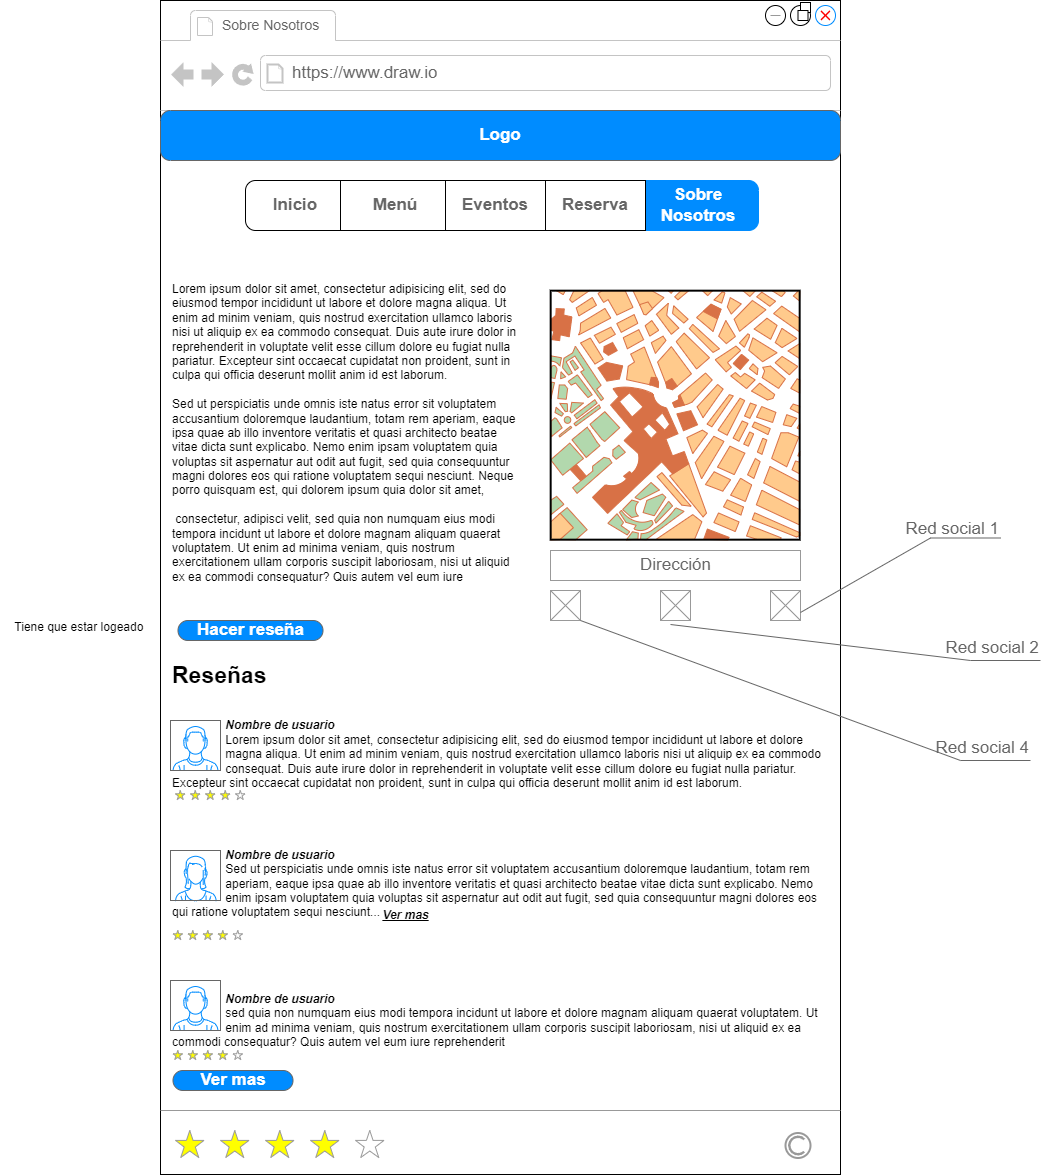 Sobre Nosotros
https://www.draw.io
Logo
Inicio
Menú
Eventos
Reserva
Sobre
Nosotros
Lorem ipsum dolor sit amet, consectetur adipisicing elit, sed do
eiusmod tempor incididunt ut labore et dolore magna aliqua. Ut
enim ad minim veniam, quis nostrud exercitation ullamco laboris
nisi ut aliquip ex ea commodo consequat. Duis aute irure dolor in
reprehenderit in voluptate velit esse cillum dolore eu fugiat nulla
pariatur. Excepteur sint occaecat cupidatat non proident, sunt in
culpa qui officia deserunt mollit anim id est laborum.
Sed ut perspiciatis unde omnis iste natus error sit voluptatem
accusantium doloremque laudantium, totam rem aperiam, eaque
ipsa quae ab illo inventore veritatis et quasi architecto beatae
vitae dicta sunt explicabo. Nemo enim ipsam voluptatem quia
voluptas sit aspernatur aut odit aut fugit, sed quia consequuntur
magni dolores eos qui ratione voluptatem sequi nesciunt. Neque
porro quisquam est, qui dolorem ipsum quia dolor sit amet,
consectetur, adipisci velit, sed quia non numquam eius modi
tempora incidunt ut labore et dolore magnam aliquam quaerat
voluptatem. Ut enim ad minima veniam, quis nostrum
exercitationem ullam corporis suscipit laboriosam, nisi ut aliquid
ex ea commodi consequatur? Quis autem vel eum iure
Dirección
Red social 1
Red social 2
Red social 4
Tiene que estar logeado
Hacer reseña
Reseñas
Nombre de usuario
Lorem ipsum dolor sit amet, consectetur adipisicing elit, sed do eiusmod tempor incididunt ut labore et dolore
magna aliqua. Ut enim ad minim veniam, quis nostrud exercitation ullamco laboris nisi ut aliquip ex ea commodo
consequat. Duis aute irure dolor in reprehenderit in voluptate velit esse cillum dolore eu fugiat nulla pariatur.
Excepteur sint occaecat cupidatat non proident, sunt in culpa qui officia deserunt mollit anim id est laborum.
Nombre de usuario
Sed ut perspiciatis unde omnis iste natus error sit voluptatem accusantium doloremque laudantium, totam rem
aperiam, eaque ipsa quae ab illo inventore veritatis et quasi architecto beatae vitae dicta sunt explicabo. Nemo
enim ipsam voluptatem quia voluptas sit aspernatur aut odit aut fugit, sed quia consequuntur magni dolores eos
qui ratione voluptatem sequi nesciunt... Ver mas
Nombre de usuario
sed quia non numquam eius modi tempora incidunt ut labore et dolore magnam aliquam quaerat voluptatem. Ut
enim ad minima veniam, quis nostrum exercitationem ullam corporis suscipit laboriosam, nisi ut aliquid ex ea
commodi consequatur? Quis autem vel eum iure reprehenderit
Ver mas
©